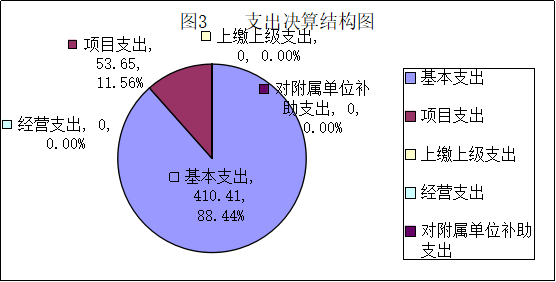 图3 支出决算结构图
上缴上级支出,
0, 0.00%
项目支出,
53.65,
11.56%
对附属单位补
助支出, 0,
0.00%
经营支出, 0,
0.00%
基本支出,
410.41,
88.44%
基本支出
项目支出
上缴上级支出
经营支出
对附属单位补助
支出